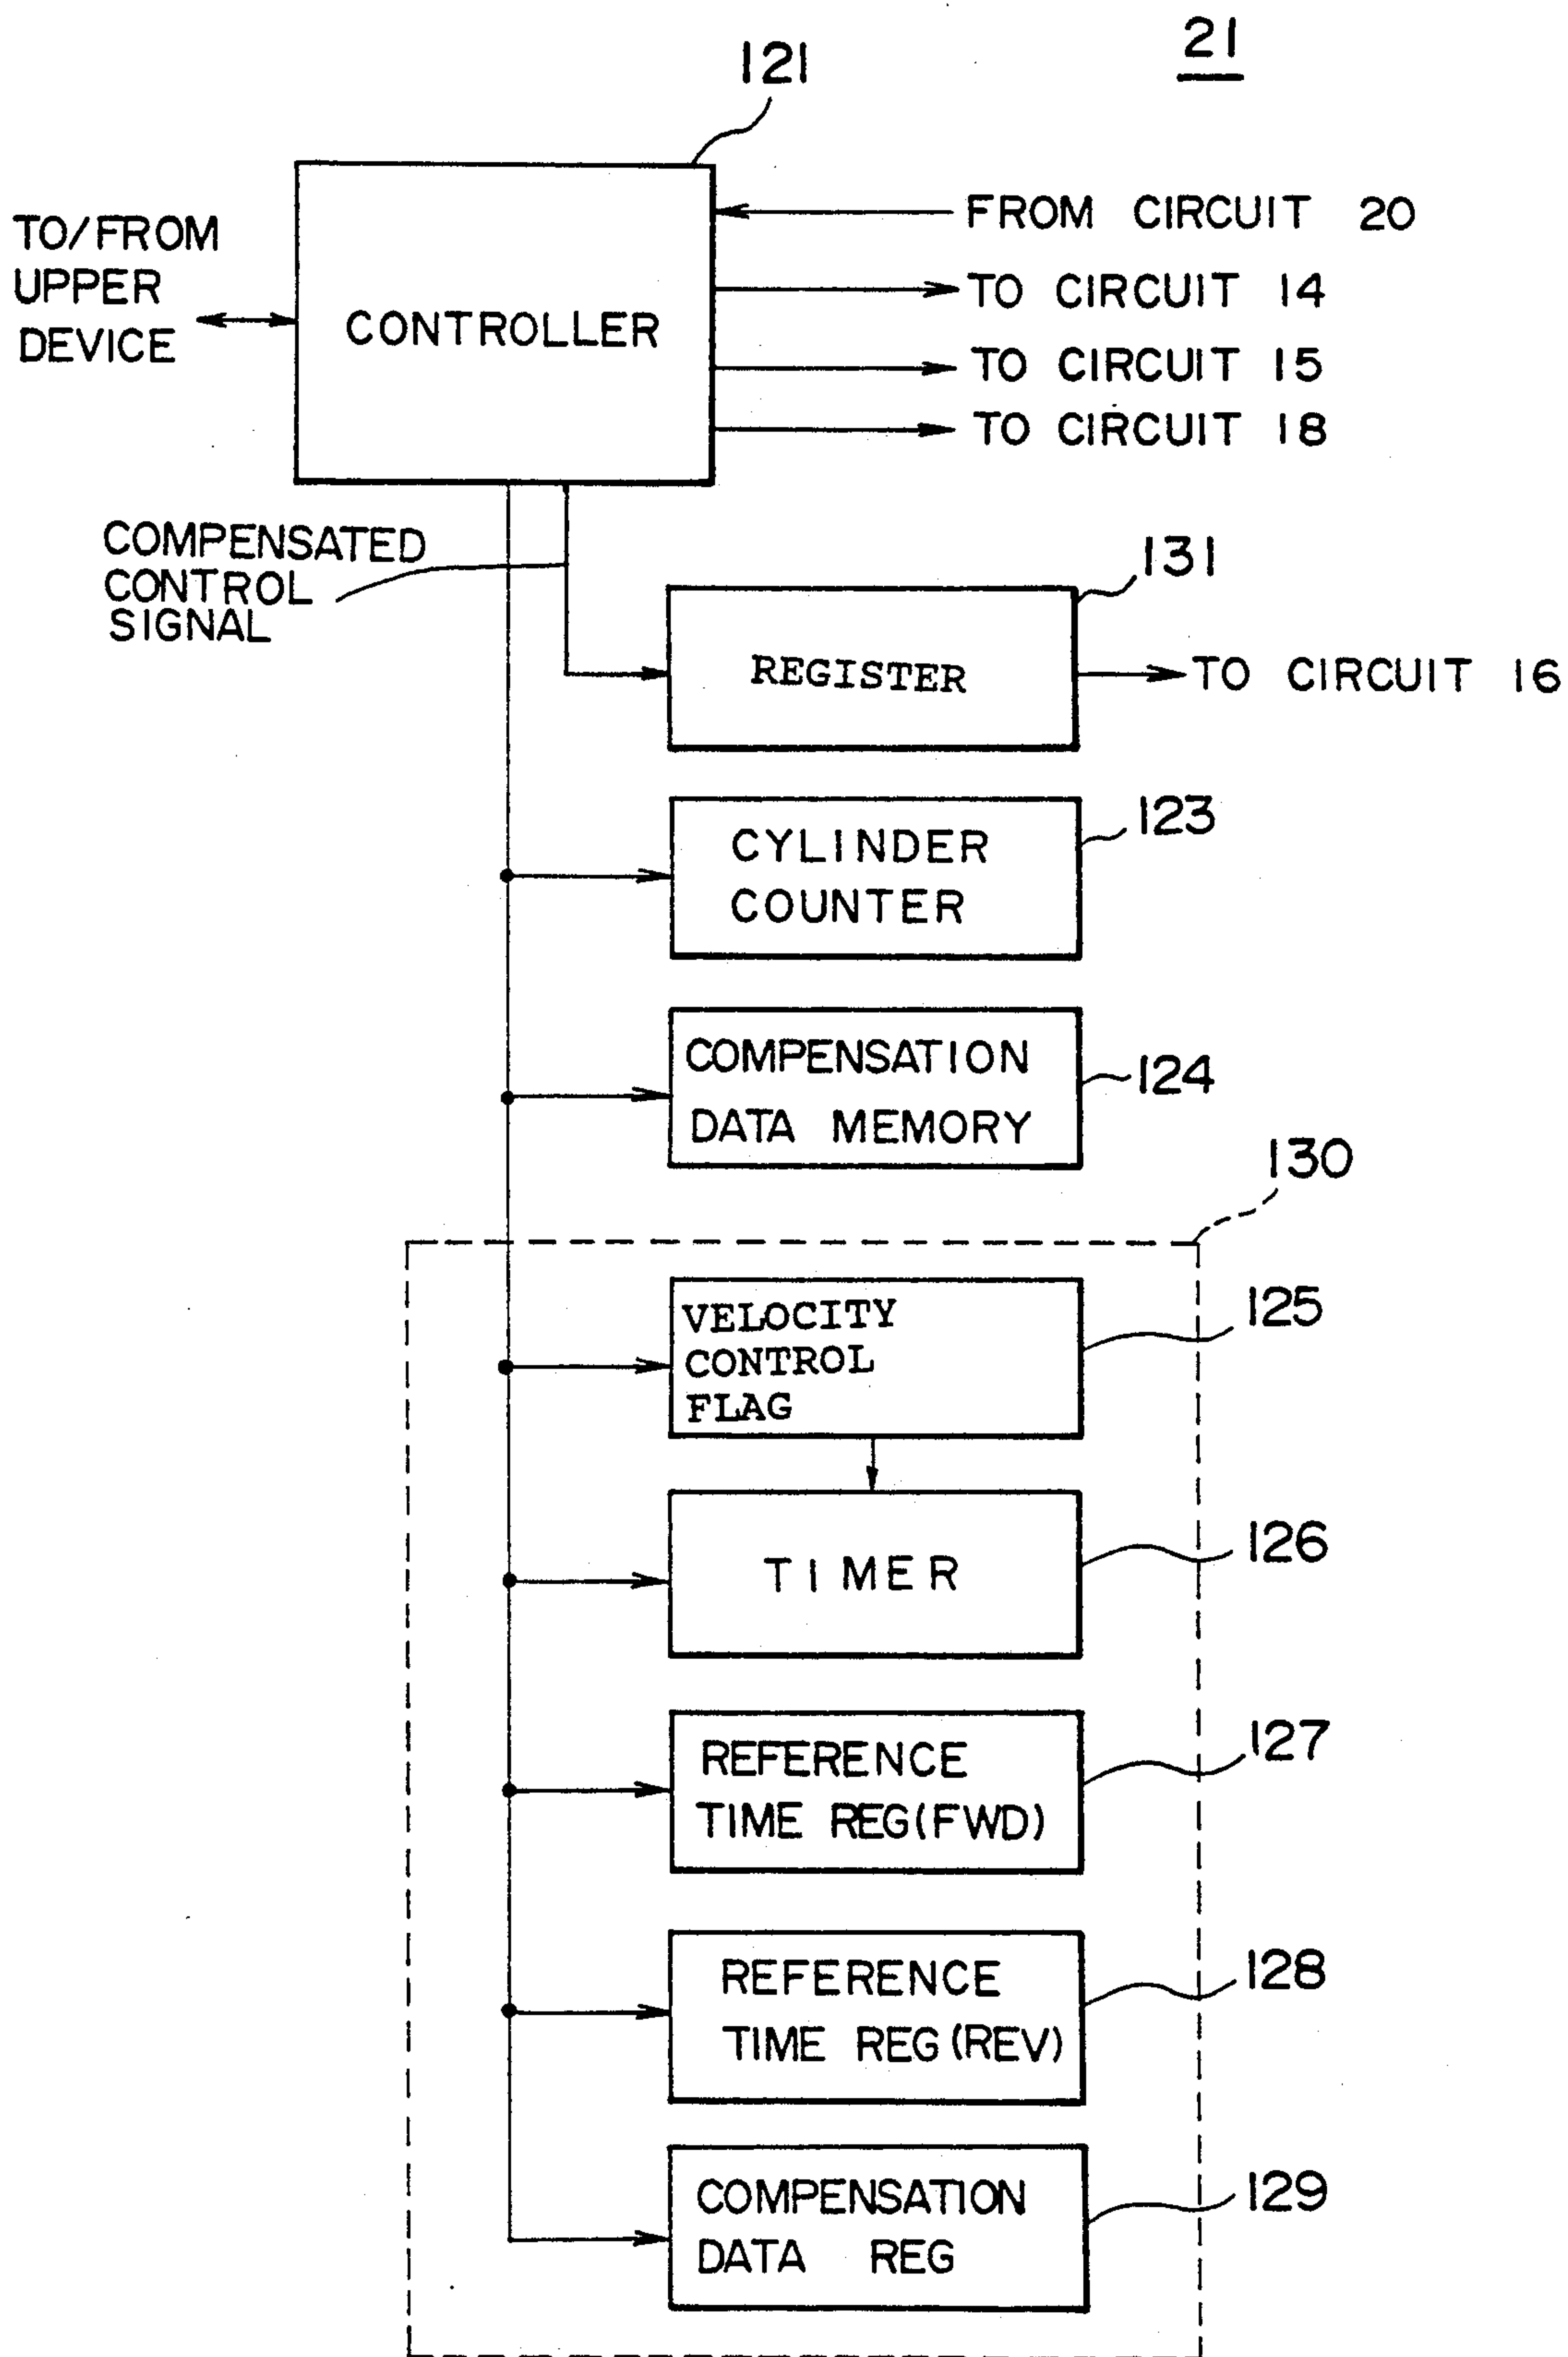 21
121
TO/FROM
UPPER
DEVICE
CONTROLLER
FROM CIRCUIT 20
TO CIRCUIT 14
TO CIRCUIT 15
TO CIRCUIT 18
COMPENSATED
CONTROL
SIGNAL
131
REGISTER
TO CIRCUIT 16
123
CYLINDER
COUNTER
124
COMPENSATION
DATA MEMORY
130
125
VELOCITY
CONTROL
FLAG
126
TIMER
127
REFERENCE
TIME REG(FWD)
128
REFERENCE
TIME REG(REV)
129
COMPENSATION
DATA REG